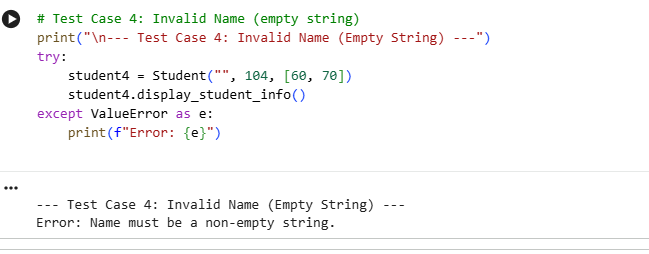 # Test Case 4: Invalid Name (empty string)
print("\n--- Test Case 4: Invalid Name (Empty String) ---")
try:
    student4 = Student("", 104, [60, 70])
    student4.display_student_info()
except ValueError as e:
    print(f"Error: {e}")
--- Test Case 4: Invalid Name (Empty String) ---
Error: Name must be a non-empty string.